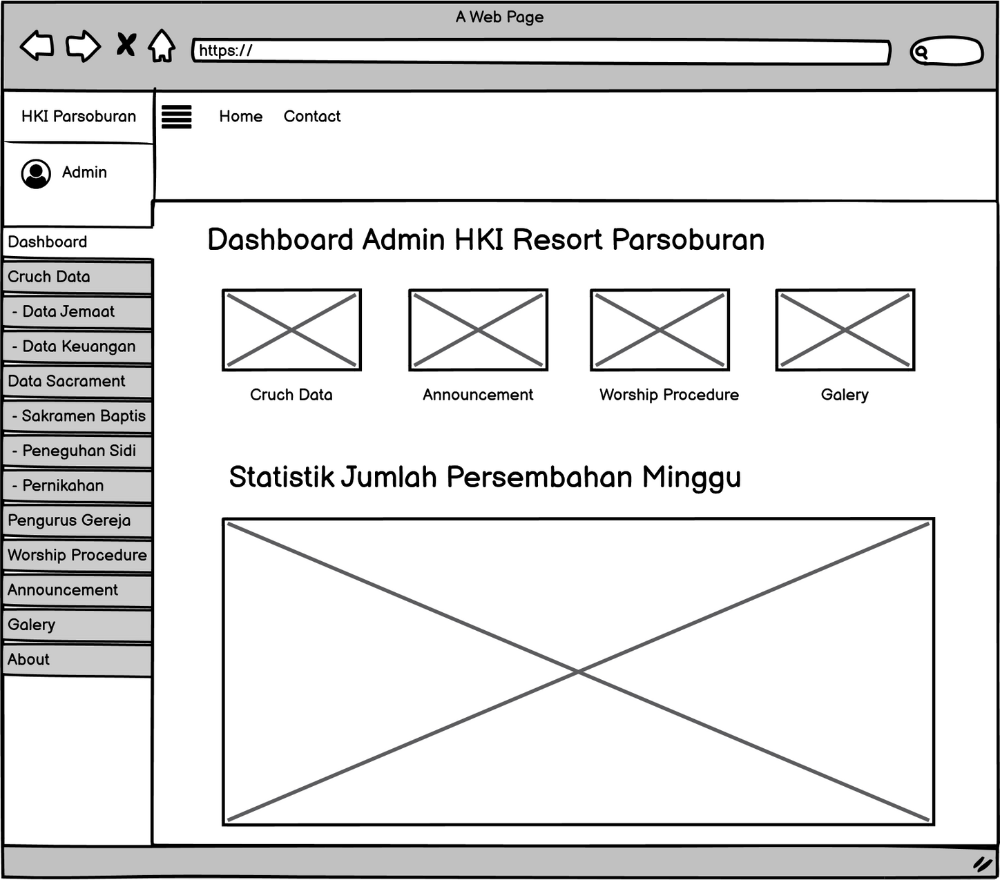 A Web Page
https://
HKI Parsoburan
Home
Contact
Admin
Dashboard
Cruch Data
- Data Jemaat
- Data Keuangan
Data Sacrament
- Sakramen Baptis
- Peneguhan Sidi
- Pernikahan
Pengurus Gereja
Worship Procedure
Announcement
Galery
About
Dashboard Admin HKI Resort Parsoburan
Cruch Data
Announcement
Worship Procedure
Galery
Statistik Jumlah Persembahan Minggu